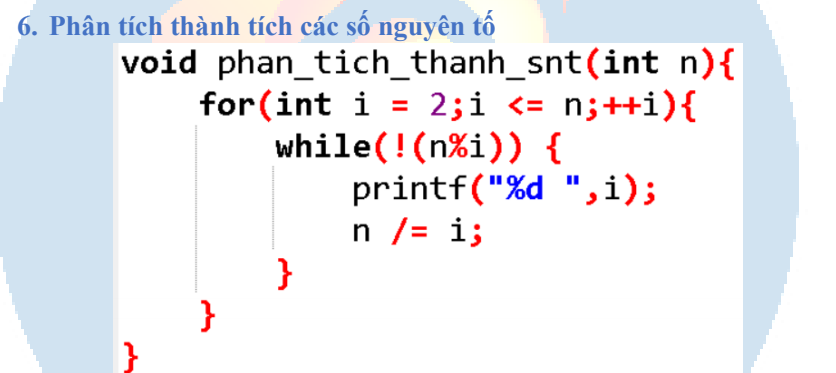 6. Phân tích thành tích các số nguyên tố
void phan_tich_thanh_snt(int n){
    for(int i = 2;i <= n;++i){
        while(!(n%i)) {
            printf("%d ",i);
            n /= i;
        }
    }
}